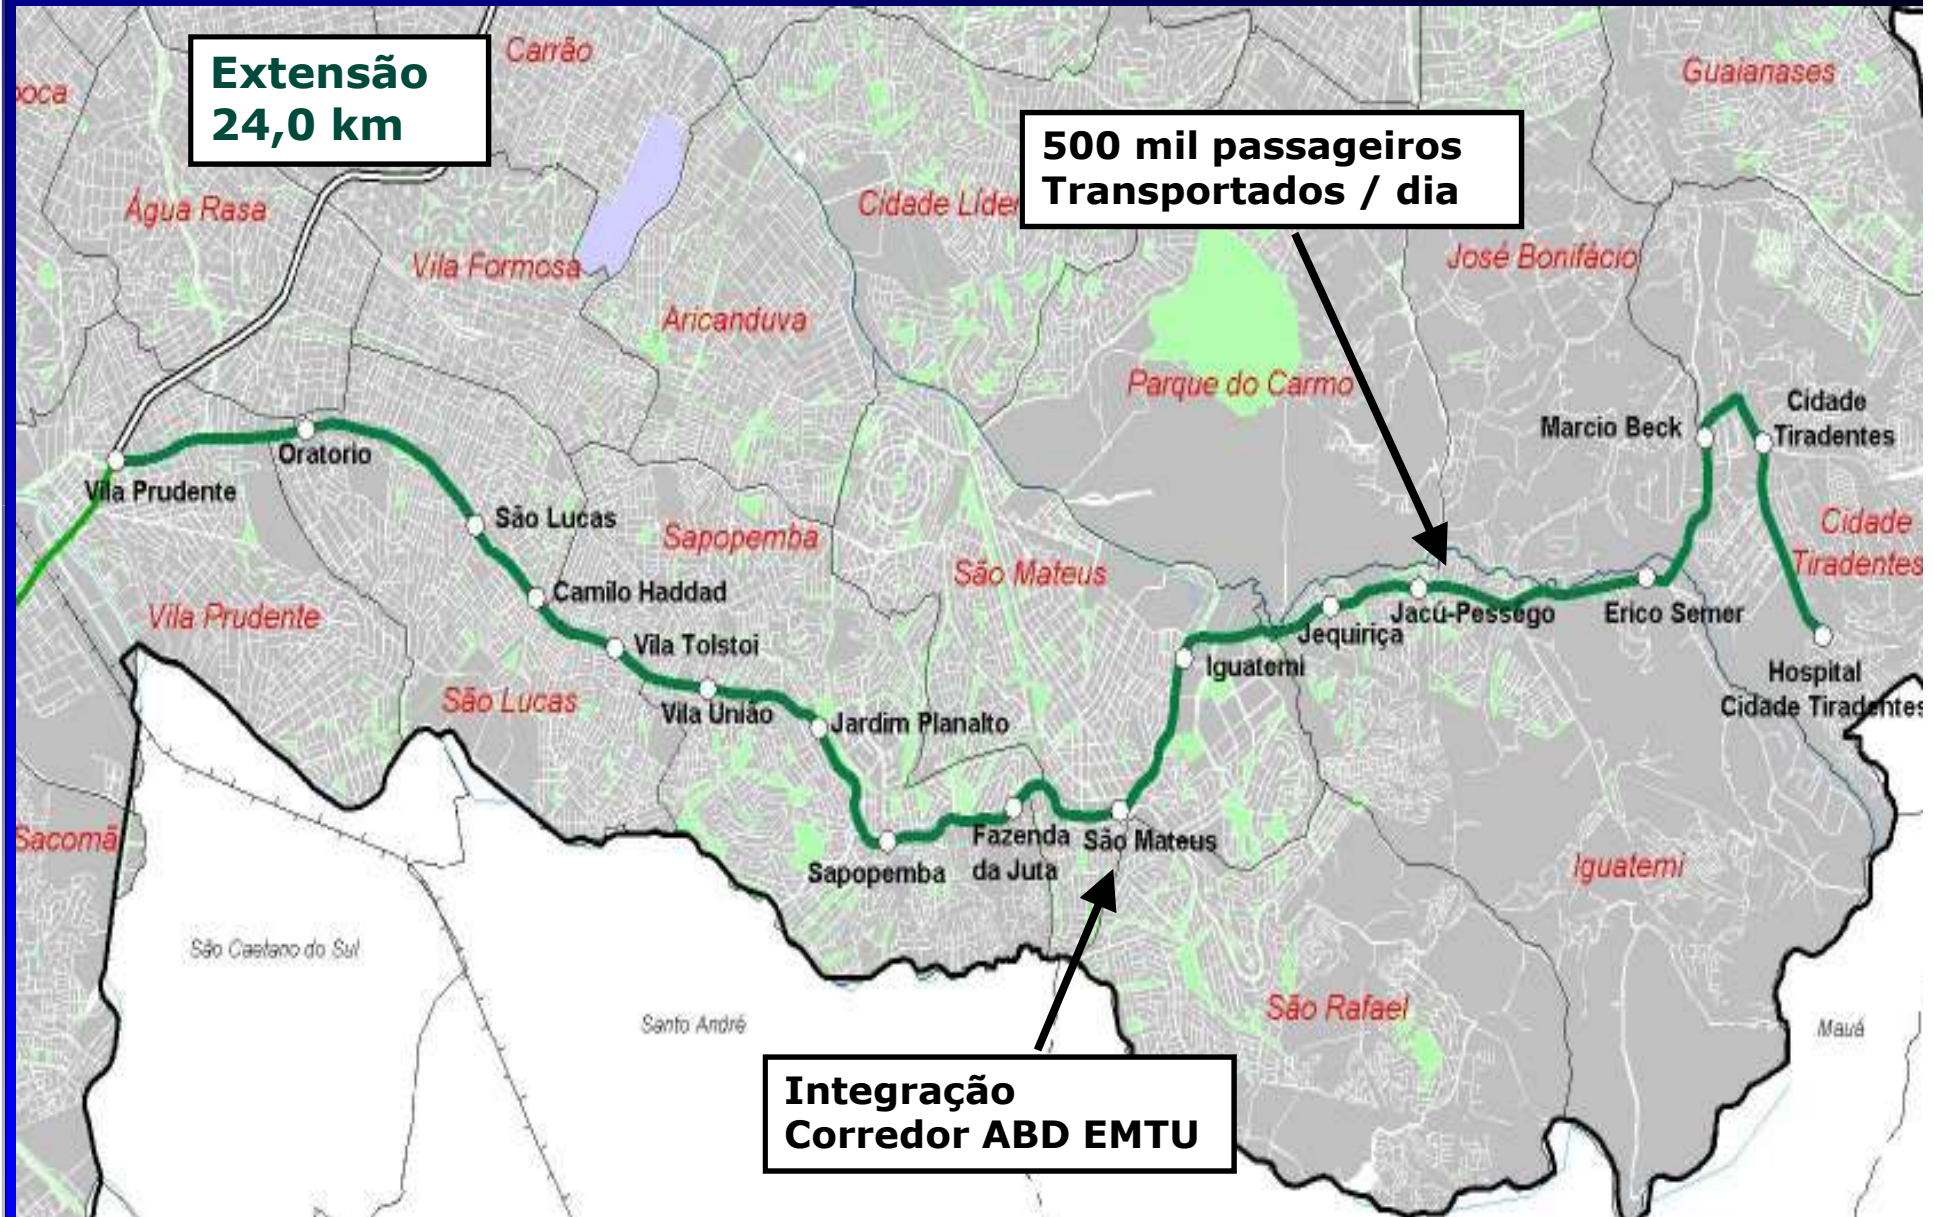 Extensão
24,0 km
Carrão
Guaianases
500 mil passageiros
Transportados / dia
Água Rasa
Cidade Líder
Vila Formosa
José Bonifácio
Aricanduva
Parque do Carmo
Cidade
Tiradentes
Marcio Beck
Oratorio
Vila Prudente
São Lucas
Sapopemba
São Mateus
Cidade
Tiradentes
Camilo Haddad
Vila Prudente
Jacú-Pessego
Erico Semer
Jequiriça
Vila Tolstoi
Iguatemi
Hospital
Cidade Tiradentes
São Lucas
Vila União
Jardim Planalto
Sacomã
Fazenda
da Juta
São Mateus
Sapopemba
Iguatemi
São Caetano do Sul
São Rafael
Santo André
Mauá
Integração
Corredor ABD EMTU